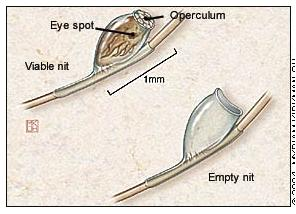 Operculum
Eye spot
Viable nit
1mm
Empty nit